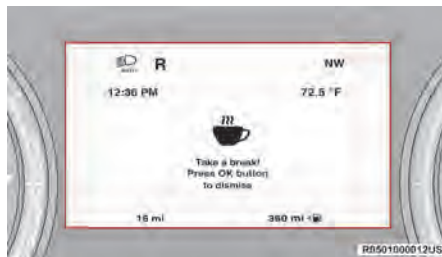 R NW
12:36 PM 72.5 °F
Take a break!
Press OK button
to dismiss
16 mi 360 mi
R0501000012US